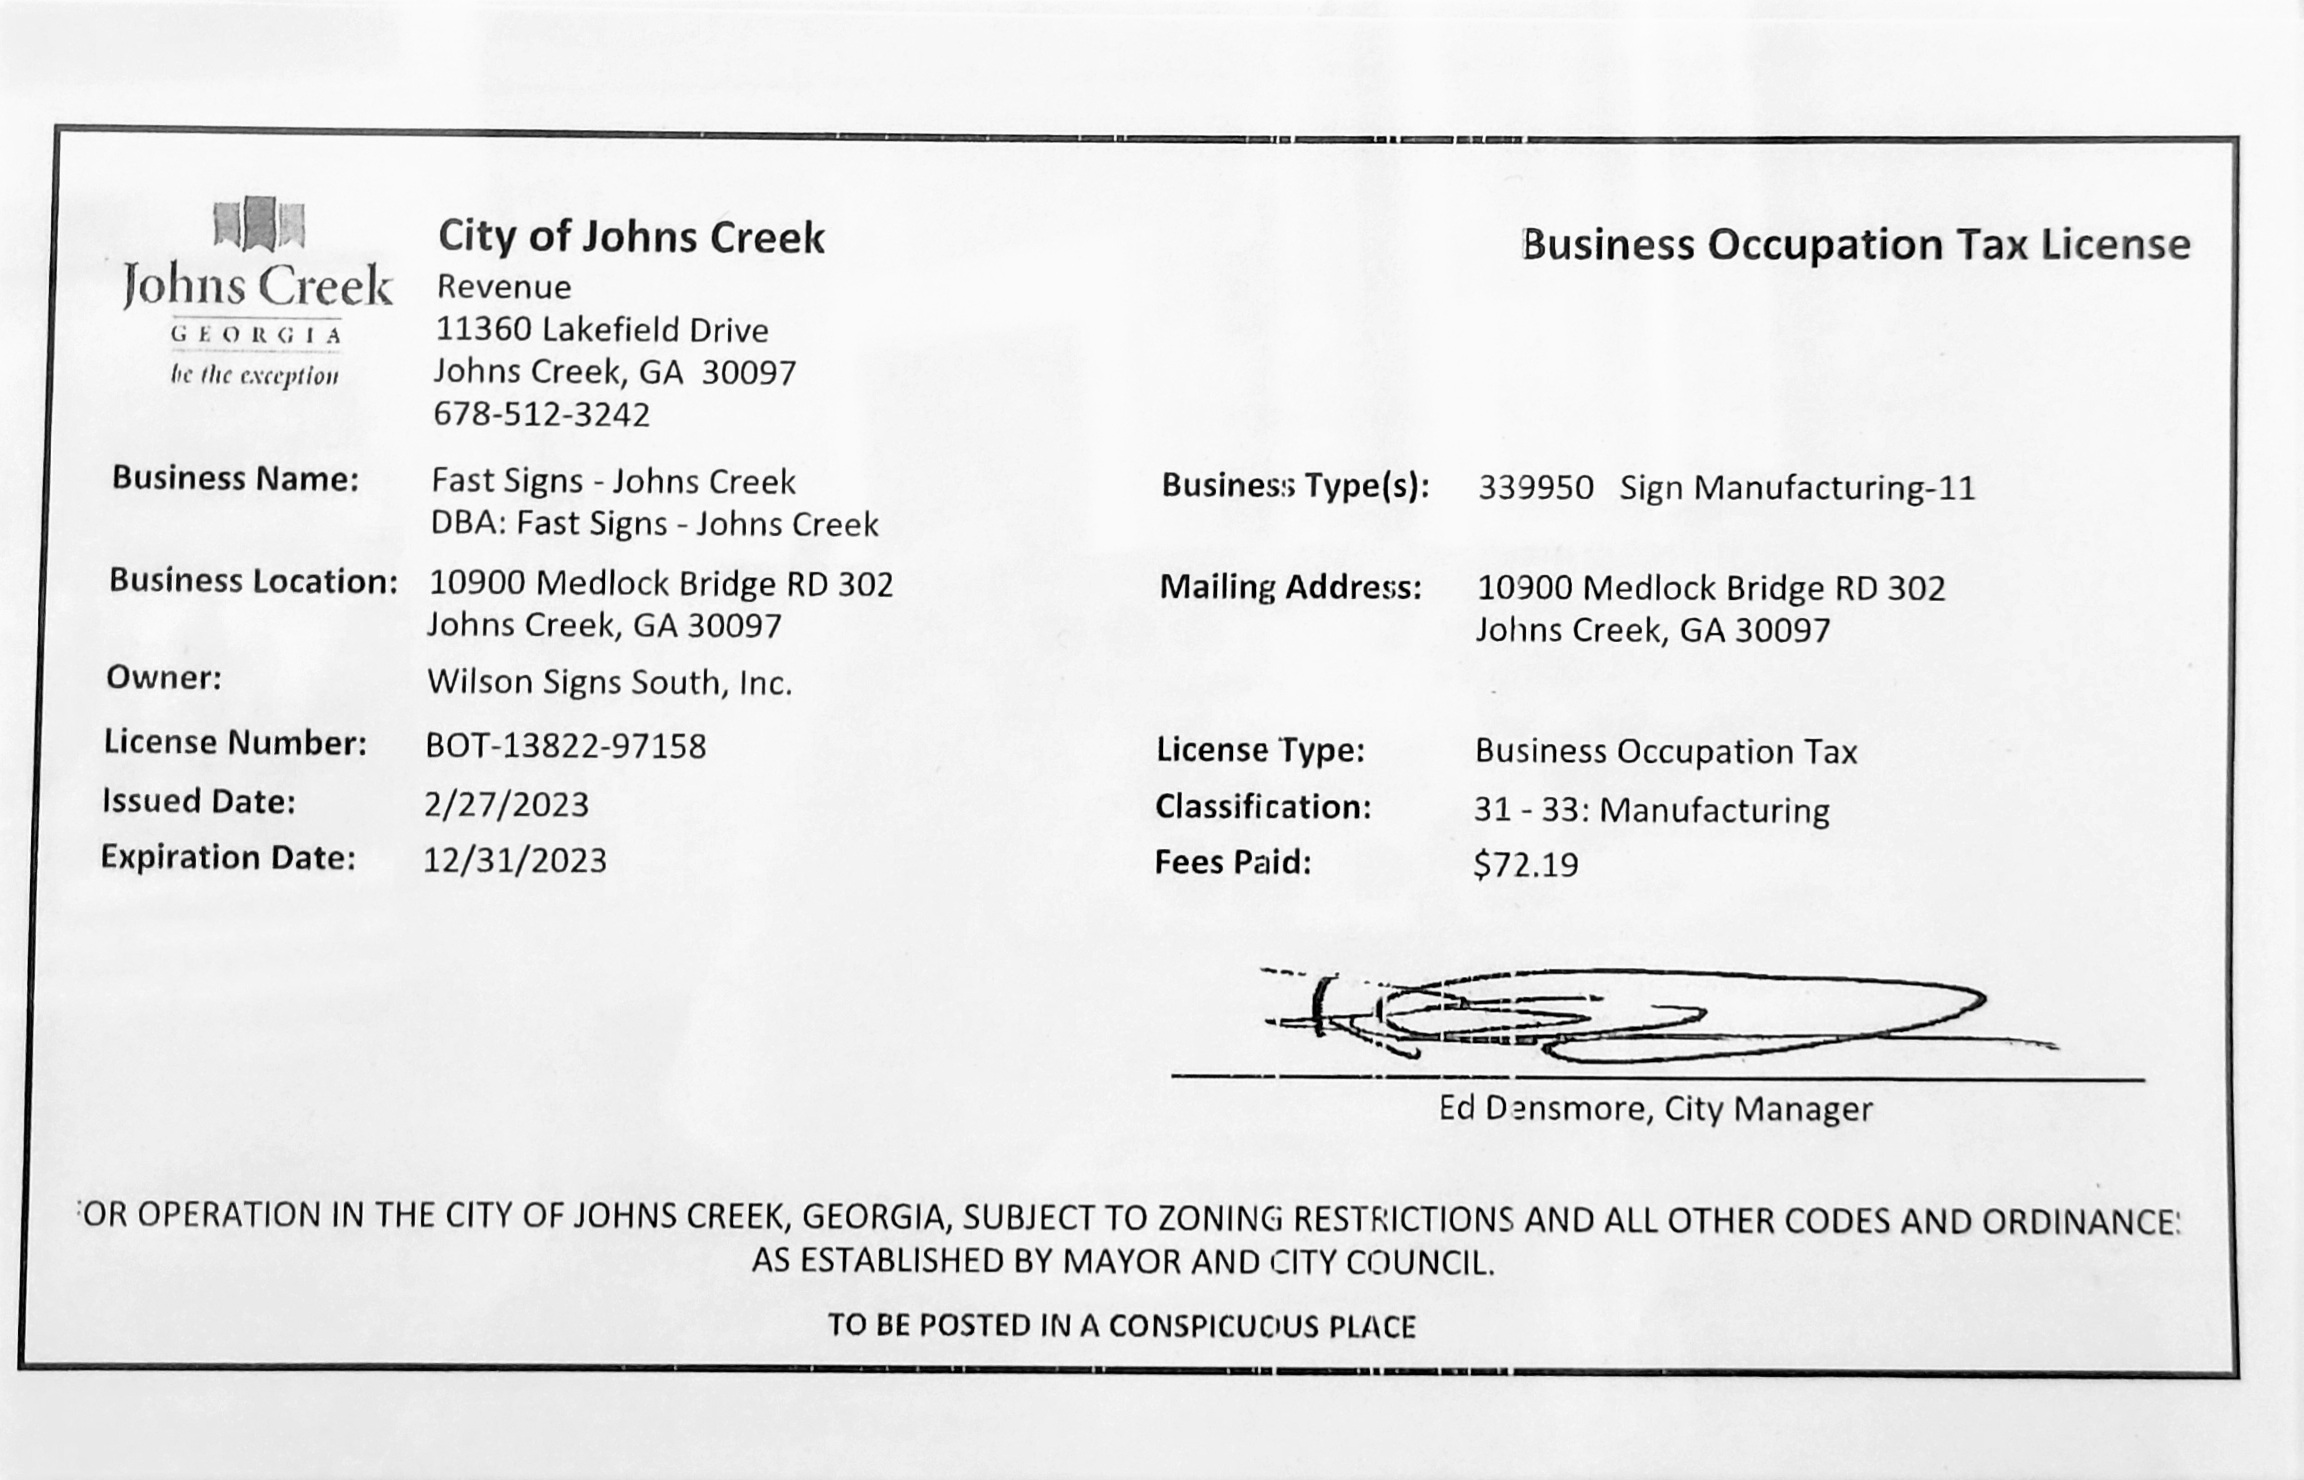 Johns Creek
GEORGIA
be the exception
City of Johns Creek
Revenue
11360 Lakefield Drive
Johns Creek, GA 30097
678-512-3242
Business Occupation Tax License
Business Name: Fast Signs - Johns Creek
DBA: Fast Signs - Johns Creek
Business Type(s): 339950 Sign Manufacturing-11
Business Location: 10900 Medlock Bridge RD 302
Johns Creek, GA 30097
Mailing Address: 10900 Medlock Bridge RD 302
Johns Creek, GA 30097
Owner: Wilson Signs South, Inc.
License Number: BOT-13822-97158
License Type: Business Occupation Tax
Issued Date: 2/27/2023
Classification: 31 - 33: Manufacturing
Expiration Date: 12/31/2023
Fees Paid: $72.19
Ed Densmore, City Manager
OR OPERATION IN THE CITY OF JOHNS CREEK, GEORGIA, SUBJECT TO ZONING RESTRICTIONS AND ALL OTHER CODES AND ORDINANCE
AS ESTABLISHED BY MAYOR AND CITY COUNCIL.
TO BE POSTED IN A CONSPICUOUS PLACE